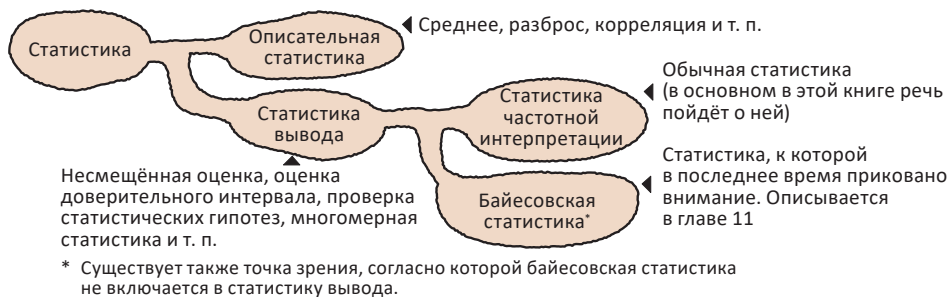 Статистика
Описательная
статистика
Среднее, разброс, корреляция и т. п.
Статистика
вывода
Несмещённая оценка, оценка
доверительного интервала, проверка
статистических гипотез, многомерная
статистика и т. п.
Статистика
частотной
интерпретации
Обычная статистика
(в основном в этой книге речь
пойдёт о ней)
Байесовская
статистика*
Статистика, к которой
в последнее время приковано
внимание. Описывается
в главе 11
* Существует также точка зрения, согласно которой байесовская статистика
не включается в статистику вывода.